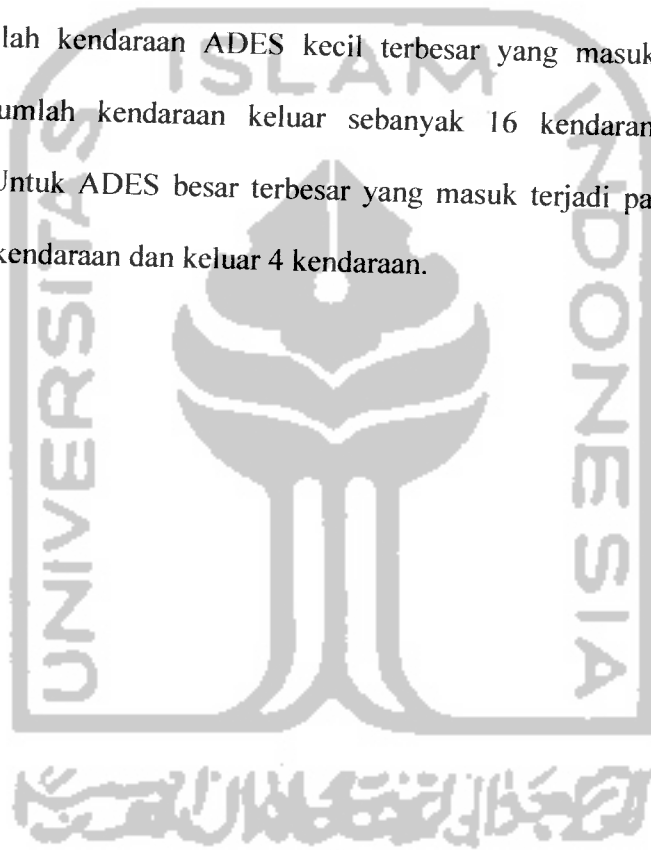 lah kendaraan ADES kecil terbesar yang masuk
umlah kendaraan keluar sebanyak 16 kendaran
Untuk ADES besar terbesar yang masuk terjadi pa
kendaraan dan keluar 4 kendaraan.
ISLAM
UNIVERSITAS
INDONESIA